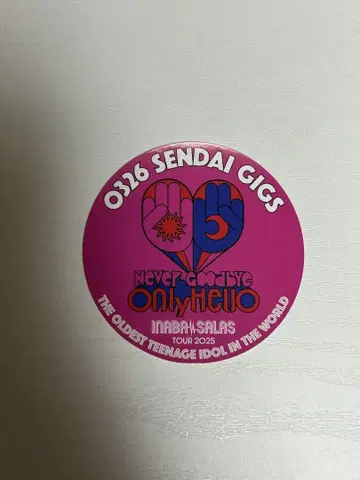 0326 SENDAI GIGS
Never Goodbye
Only Hello
INABA SALAS
TOUR 2025
THE OLDEST TEENAGE IDOL IN THE WORLD